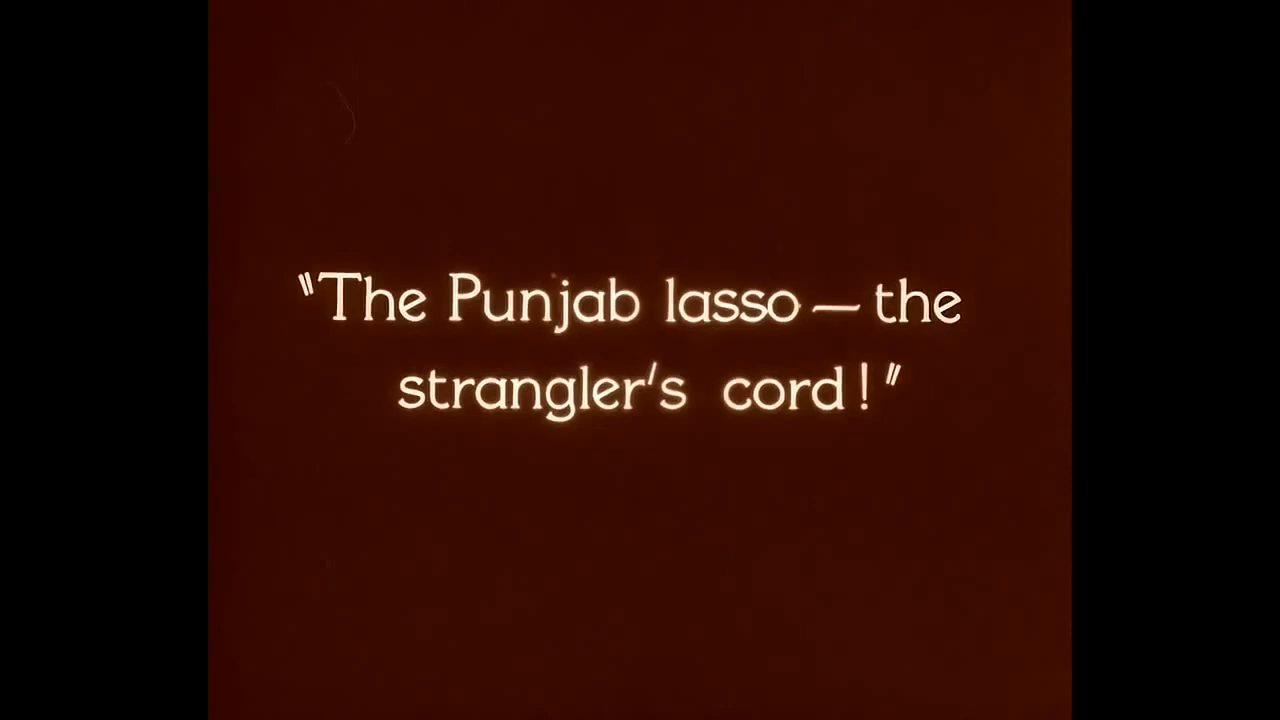 "The Punjab lasso — the
strangler's cord!"